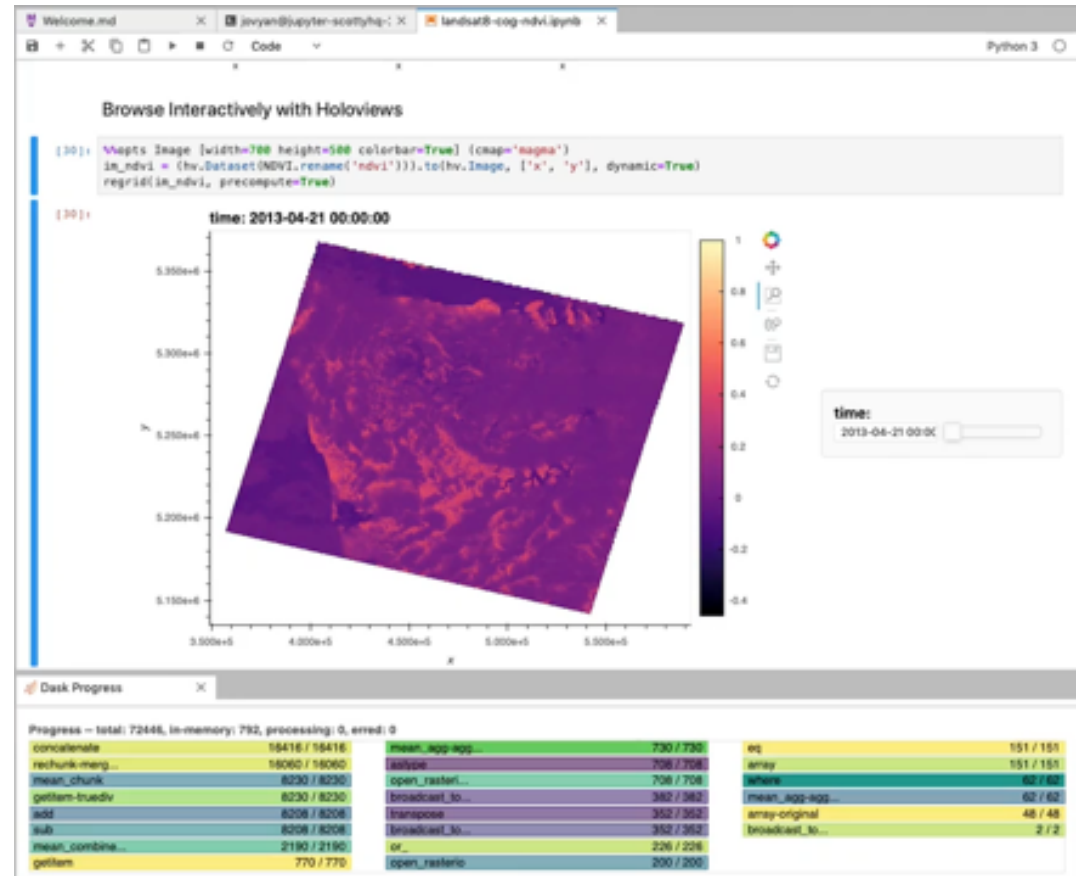 Welcome.md
jovyan@jupyter-scottyhq-
landsat8-cog-ndvi.ipynb
Code
Python 3
x x x
Browse Interactively with Holoviews
[30]:
%%opts Image [width=700 height=500 colorbar=True] (cmap='magma')
im_ndvi = (hv.Dataset(NDVI.rename('ndvi'))).to(hv.Image, ['x', 'y'], dynamic=True)
regrid(im_ndvi, precompute=True)
[30]:
time: 2013-04-21 00:00:00
5.350e+6
5.300e+6
5.250e+6
5.200e+6
5.150e+6
y
3.500e+5 4.000e+5 4.500e+5 5.000e+5 5.500e+5
x
1
0.8
0.6
0.4
0.2
0
-0.2
-0.4
time:
2013-04-21 00:00
Dask Progress
Progress -- total: 72446, in-memory: 792, processing: 0, erred: 0
concatenate 16416 / 16416
rechunk-merg... 16060 / 16060
mean_chunk 8230 / 8230
getitem-truediv 8230 / 8230
add 8208 / 8208
sub 8208 / 8208
mean_combine... 2190 / 2190
getitem 770 / 770
mean_agg-agg... 730 / 730
astype 708 / 708
open_rasteri... 708 / 708
broadcast_to... 382 / 382
transpose 352 / 352
broadcast_to... 352 / 352
or_ 226 / 226
open_rasterio 200 / 200
eq 151 / 151
array 151 / 151
where 62 / 62
mean_agg-agg... 62 / 62
array-original 48 / 48
broadcast_to... 2 / 2